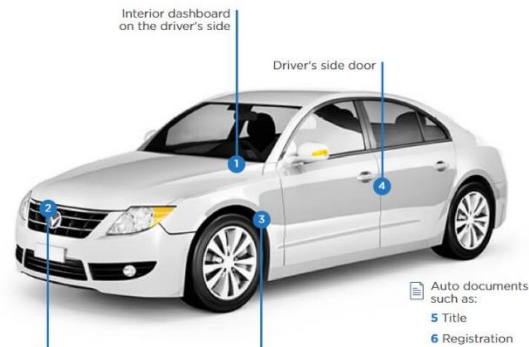 Interior dashboard
on the driver's side
Driver's side door
1
4
2
3
Auto documents
such as:
5 Title
6 Registration